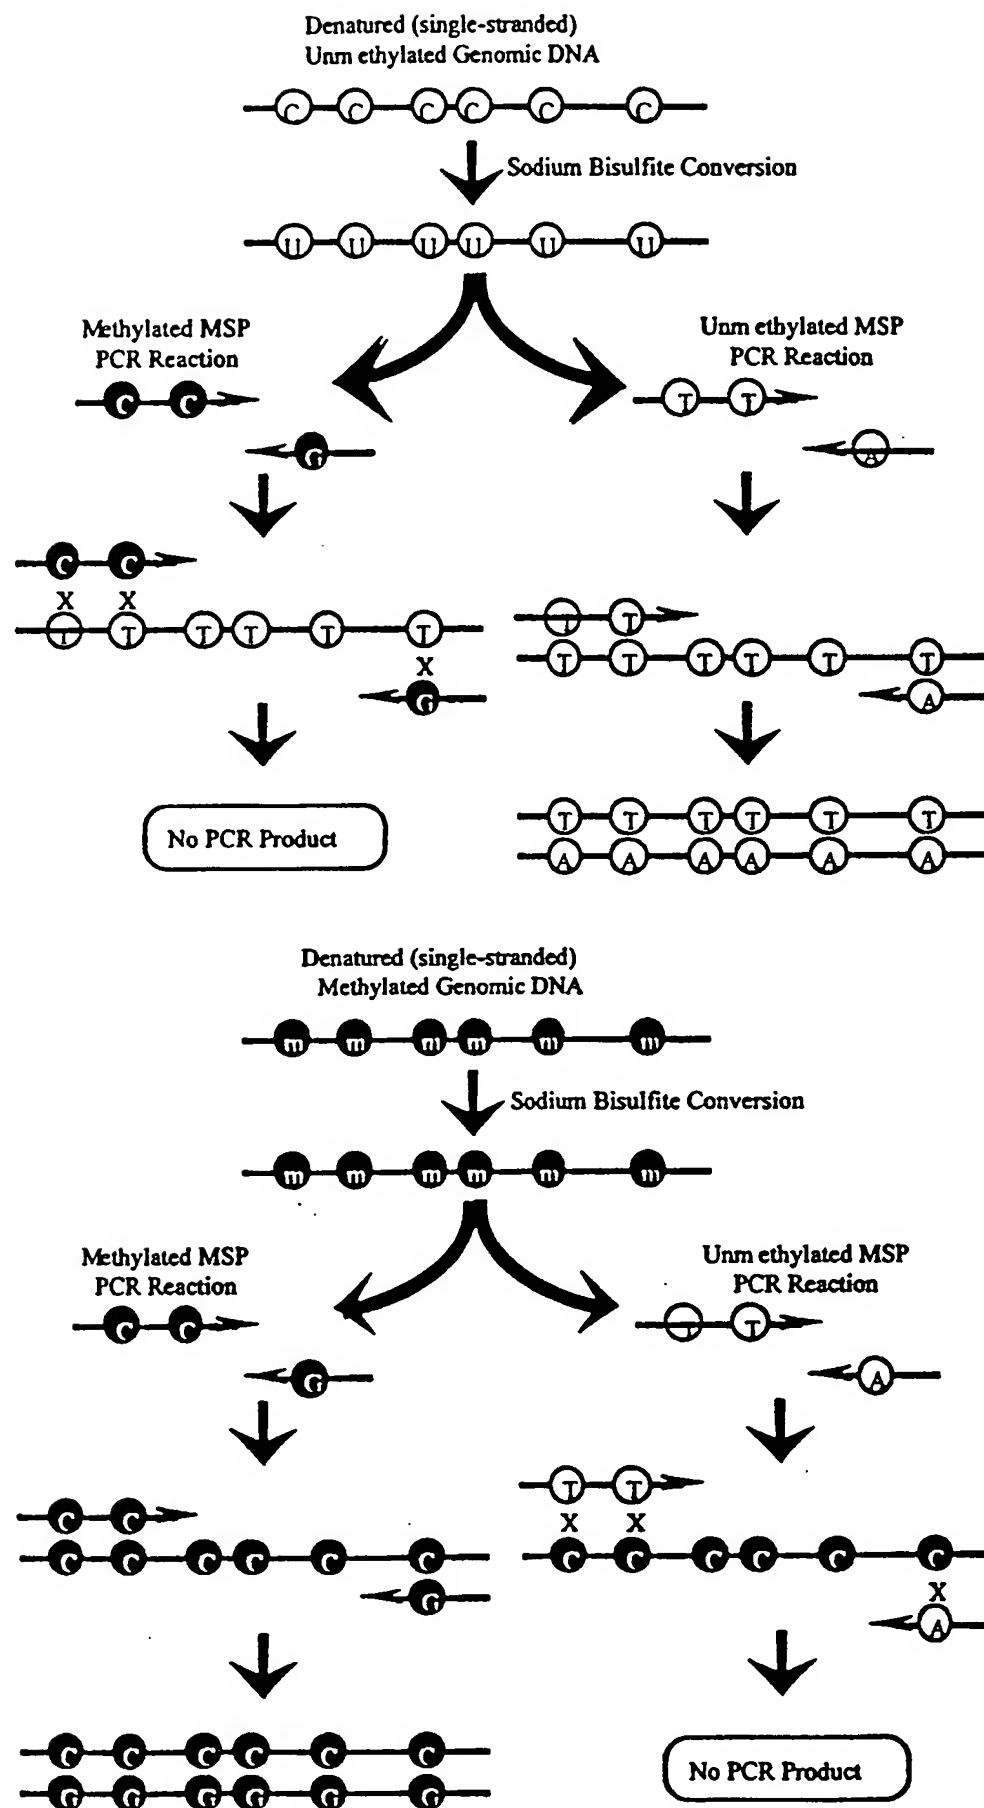 Denatured (single-stranded)
Unm ethylated Genomic DNA
C C C C C C
Sodium Bisulfite Conversion
U U U U U U
Methylated MSP
PCR Reaction
C C
G
Unm ethylated MSP
PCR Reaction
T T
A
C C
X X
T T T T T T
X
G
No PCR Product
T T
T T T T T T
A
T T T T T T
A A A A A A
Denatured (single-stranded)
Methylated Genomic DNA
m m m m m m
Sodium Bisulfite Conversion
m m m m m m
Methylated MSP
PCR Reaction
C C
G
Unm ethylated MSP
PCR Reaction
T T
A
C C
C C C C C C
G
C C C C C C
G G G G G G
T T
X X
C C C C C C
X
A
No PCR Product